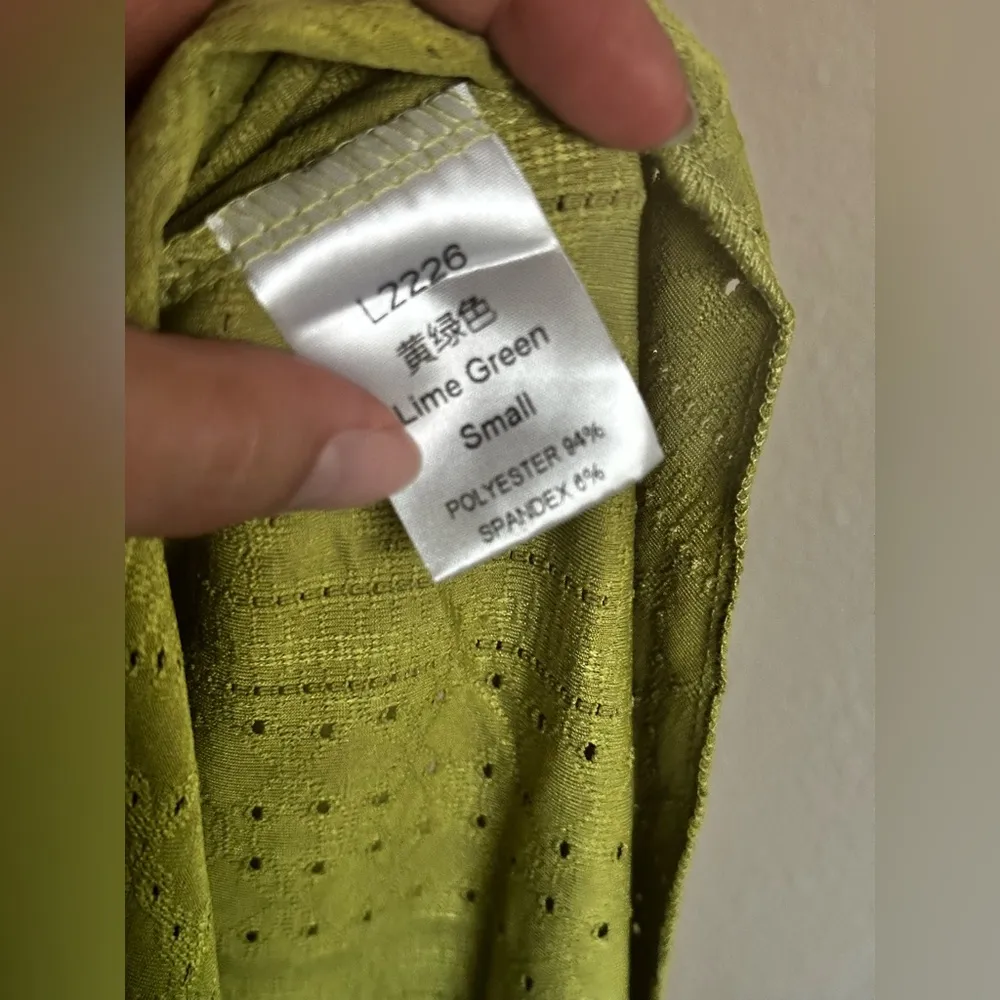 L2226
黄绿色
Lime Green
Small
POLYESTER 94%
SPANDEX 6%